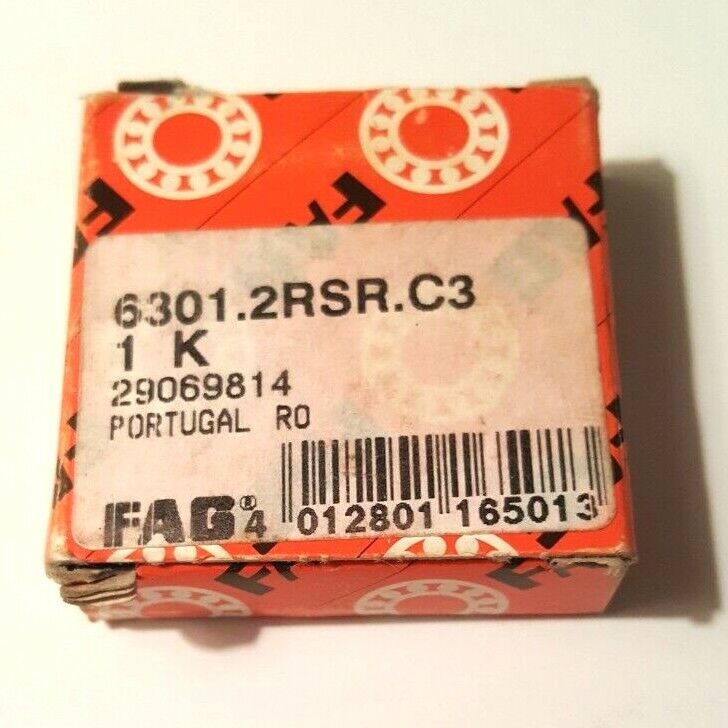 6301.2RSR.C3
1 K
29069814
PORTUGAL RO
FAG® 4 012801 165013